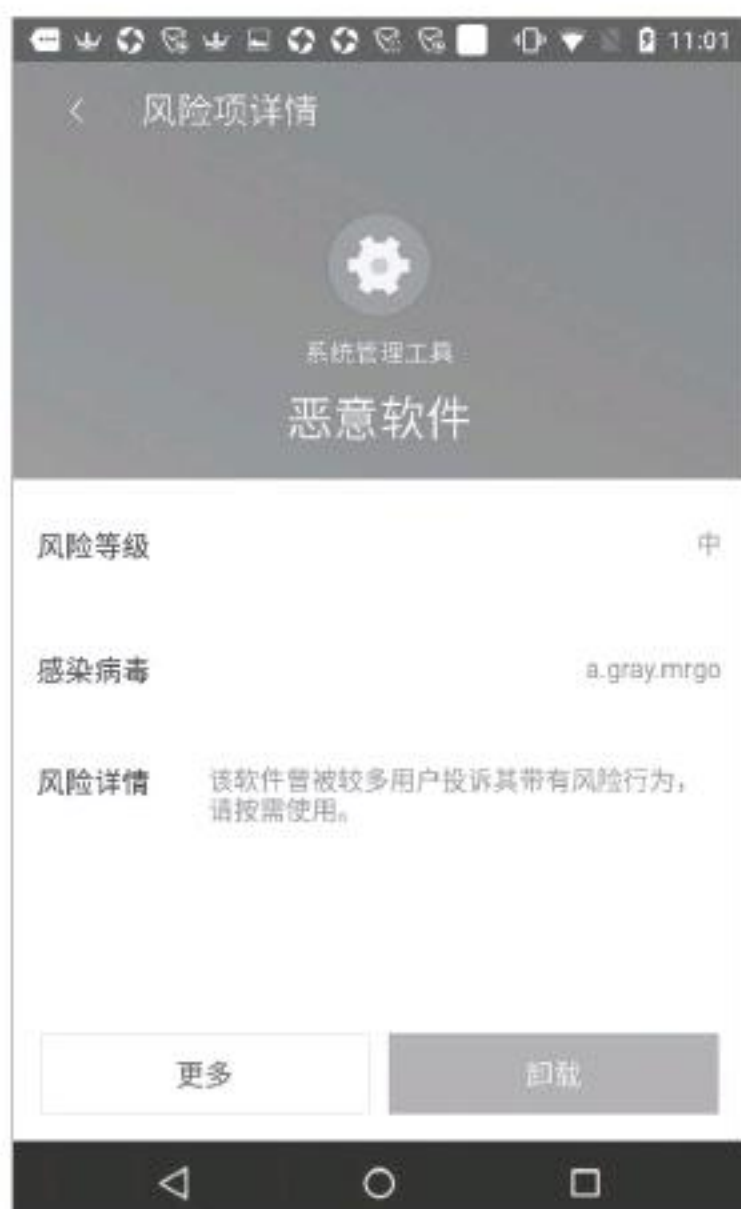 11:01
风险项详情
系统管理工具
恶意软件
风险等级
中
感染病毒
a.gray.mrgo
风险详情
该软件曾被较多用户投诉其带有风险行为，
请按需使用。
更多
卸载